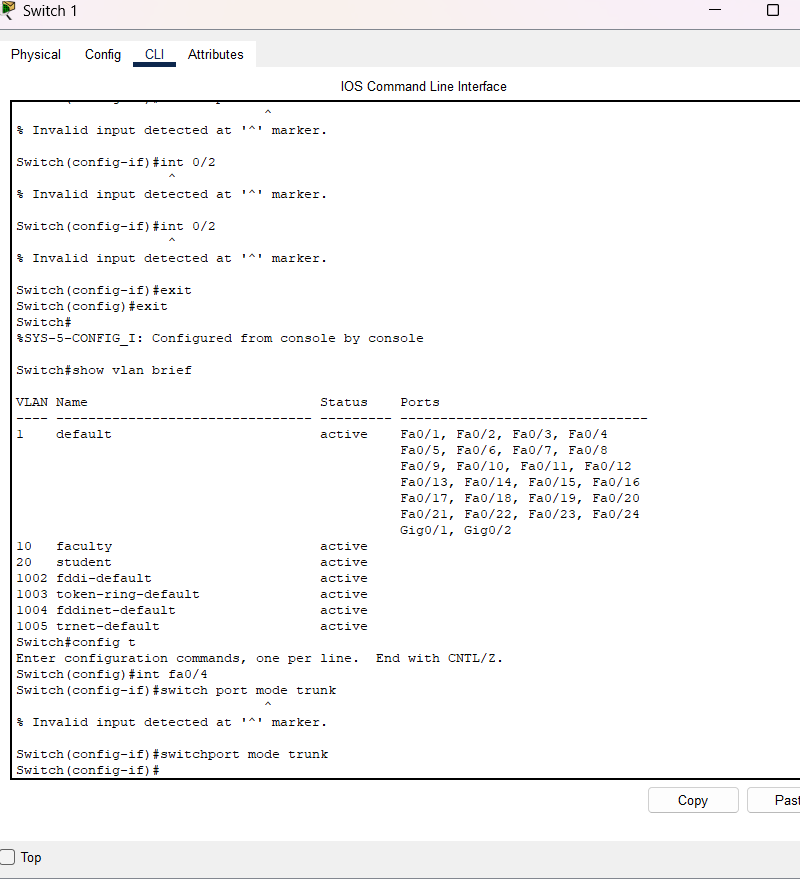 Switch 1
Physical Config CLI Attributes
IOS Command Line Interface
^
% Invalid input detected at '^' marker.
Switch(config-if)#int 0/2
^
% Invalid input detected at '^' marker.
Switch(config-if)#int 0/2
^
% Invalid input detected at '^' marker.
Switch(config-if)#exit
Switch(config)#exit
Switch#
%SYS-5-CONFIG_I: Configured from console by console
Switch#show vlan brief
VLAN Name                             Status    Ports
---- -------------------------------- --------- -------------------------------
1    default                          active    Fa0/1, Fa0/2, Fa0/3, Fa0/4
                                                Fa0/5, Fa0/6, Fa0/7, Fa0/8
                                                Fa0/9, Fa0/10, Fa0/11, Fa0/12
                                                Fa0/13, Fa0/14, Fa0/15, Fa0/16
                                                Fa0/17, Fa0/18, Fa0/19, Fa0/20
                                                Fa0/21, Fa0/22, Fa0/23, Fa0/24
                                                Gig0/1, Gig0/2
10   faculty                          active
20   student                          active
1002 fddi-default                     active
1003 token-ring-default               active
1004 fddinet-default                  active
1005 trnet-default                    active
Switch#config t
Enter configuration commands, one per line.  End with CNTL/Z.
Switch(config)#int fa0/4
Switch(config-if)#switch port mode trunk
^
% Invalid input detected at '^' marker.
Switch(config-if)#switchport mode trunk
Switch(config-if)#
Copy Past
Top